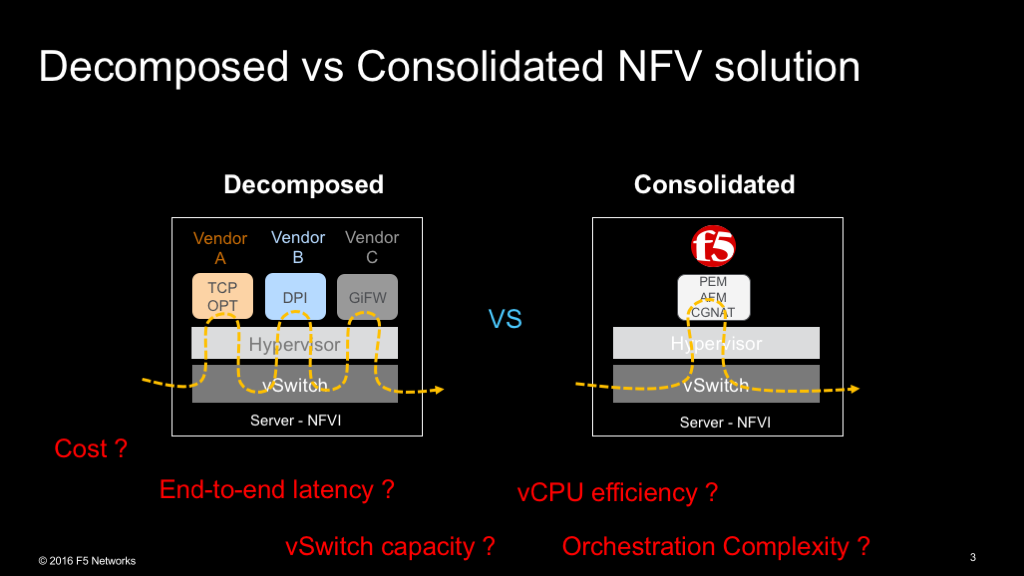 Decomposed vs Consolidated NFV solution
Decomposed
Vendor
A
Vendor
B
Vendor
C
TCP
OPT
DPI
GiFW
Hypervisor
vSwitch
Server - NFVI
VS
Consolidated
f5
PEM
AFM
CGNAT
Hypervisor
vSwitch
Server - NFVI
Cost ?
End-to-end latency ?
vCPU efficiency ?
vSwitch capacity ?
Orchestration Complexity ?
© 2016 F5 Networks
3